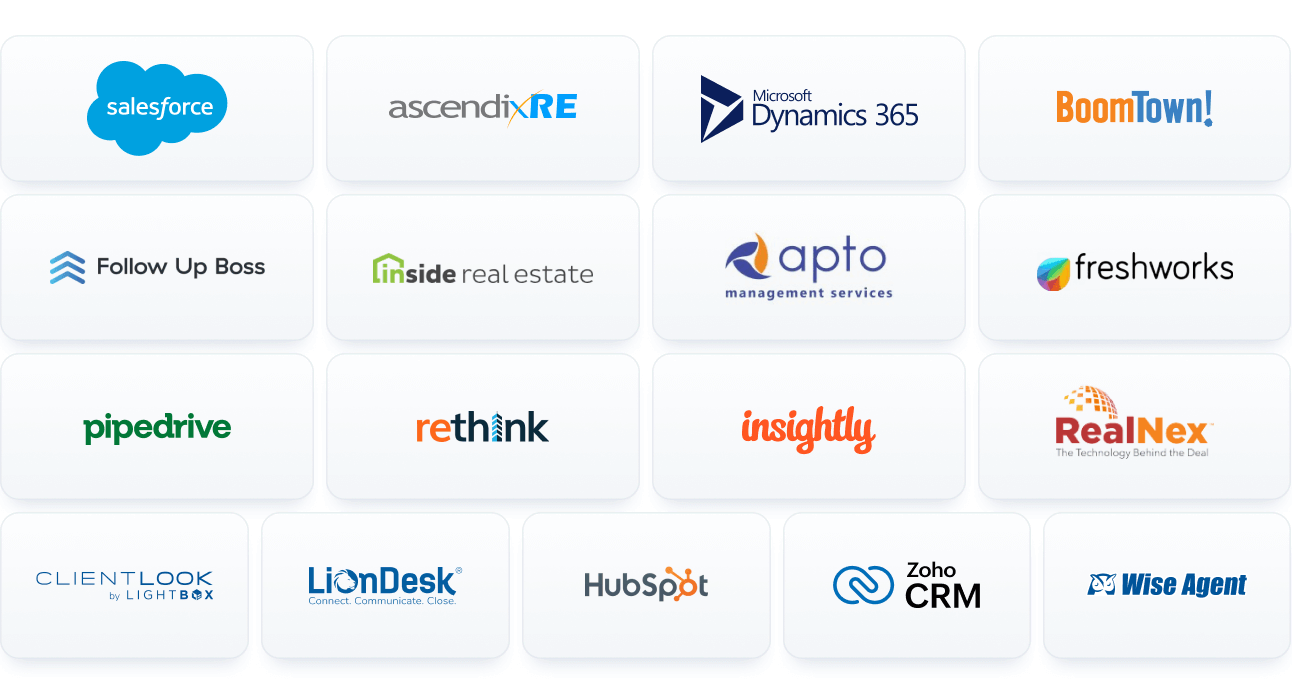 salesforce
ascendixRE
Microsoft
Dynamics 365
BoomTown!
Follow Up Boss
inside real estate
apto
management services
freshworks
pipedrive
rethink
insightly
RealNex™
The Technology Behind the Deal
CLIENTLOOK
by LIGHTBOX
LionDesk®
Connect. Communicate. Close.
HubSpot
Zoho
CRM
Wise Agent